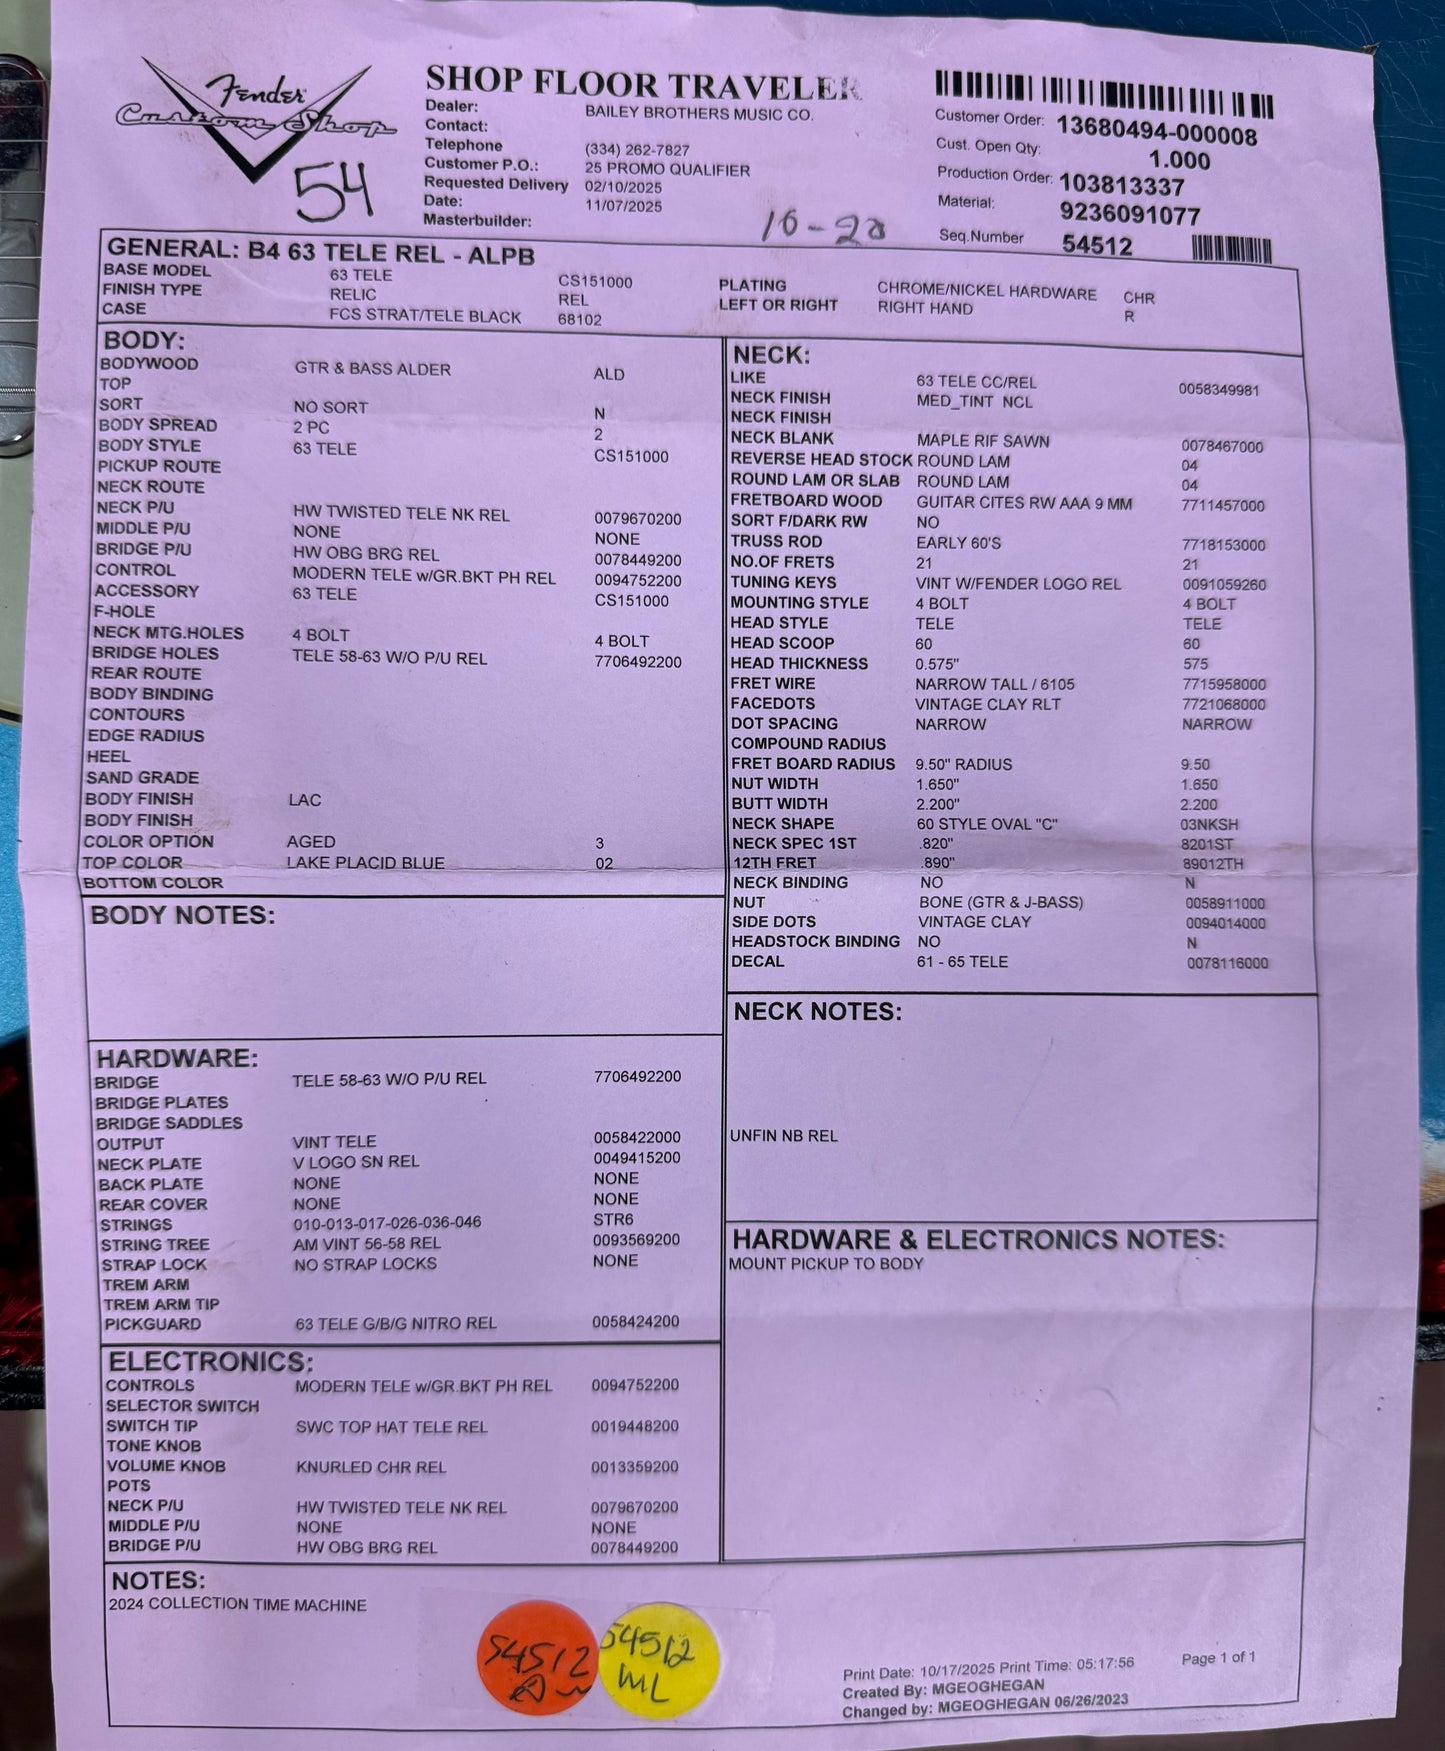 Fender
Custom Shop
54
SHOP FLOOR TRAVELER
Dealer: BAILEY BROTHERS MUSIC CO.
Contact:
Telephone (334) 262-7827
Customer P.O.: 25 PROMO QUALIFIER
Requested Delivery 02/10/2025
Date: 11/07/2025
Masterbuilder:
16-20
Customer Order: 13680494-000008
Cust. Open Qty: 1.000
Production Order: 103813337
Material: 9236091077
Seq.Number 54512
GENERAL: B4 63 TELE REL - ALPB
BASE MODEL 63 TELE CS151000
FINISH TYPE RELIC REL
CASE FCS STRAT/TELE BLACK 68102
PLATING CHROME/NICKEL HARDWARE CHR
LEFT OR RIGHT RIGHT HAND R
BODY:
BODYWOOD GTR & BASS ALDER ALD
TOP
SORT NO SORT N
BODY SPREAD 2 PC 2
BODY STYLE 63 TELE CS151000
PICKUP ROUTE
NECK ROUTE
NECK P/U HW TWISTED TELE NK REL 0079670200
MIDDLE P/U NONE NONE
BRIDGE P/U HW OBG BRG REL 0078449200
CONTROL MODERN TELE w/GR.BKT PH REL 0094752200
ACCESSORY 63 TELE CS151000
F-HOLE
NECK MTG.HOLES 4 BOLT 4 BOLT
BRIDGE HOLES TELE 58-63 W/O P/U REL 7706492200
REAR ROUTE
BODY BINDING
CONTOURS
EDGE RADIUS
HEEL
SAND GRADE
BODY FINISH LAC
BODY FINISH
COLOR OPTION AGED 3
TOP COLOR LAKE PLACID BLUE 02
BOTTOM COLOR
BODY NOTES:
HARDWARE:
BRIDGE TELE 58-63 W/O P/U REL 7706492200
BRIDGE PLATES
BRIDGE SADDLES
OUTPUT VINT TELE 0058422000
NECK PLATE V LOGO SN REL 0049415200
BACK PLATE NONE NONE
REAR COVER NONE NONE
STRINGS 010-013-017-026-036-046 STR6
STRING TREE AM VINT 56-58 REL 0093569200
STRAP LOCK NO STRAP LOCKS NONE
TREM ARM
TREM ARM TIP
PICKGUARD 63 TELE G/B/G NITRO REL 0058424200
ELECTRONICS:
CONTROLS MODERN TELE w/GR.BKT PH REL 0094752200
SELECTOR SWITCH
SWITCH TIP SWC TOP HAT TELE REL 0019448200
TONE KNOB
VOLUME KNOB KNURLED CHR REL 0013359200
POTS
NECK P/U HW TWISTED TELE NK REL 0079670200
MIDDLE P/U NONE NONE
BRIDGE P/U HW OBG BRG REL 0078449200
NECK:
LIKE 63 TELE CC/REL 0058349981
NECK FINISH MED_TINT NCL
NECK FINISH
NECK BLANK MAPLE RIF SAWN 0078467000
REVERSE HEAD STOCK ROUND LAM 04
ROUND LAM OR SLAB ROUND LAM 04
FRETBOARD WOOD GUITAR CITES RW AAA 9 MM 7711457000
SORT F/DARK RW NO
TRUSS ROD EARLY 60'S 7718153000
NO.OF FRETS 21 21
TUNING KEYS VINT W/FENDER LOGO REL 0091059260
MOUNTING STYLE 4 BOLT 4 BOLT
HEAD STYLE TELE TELE
HEAD SCOOP 60 60
HEAD THICKNESS 0.575" 575
FRET WIRE NARROW TALL / 6105 7715958000
FACEDOTS VINTAGE CLAY RLT 7721068000
DOT SPACING NARROW NARROW
COMPOUND RADIUS
FRET BOARD RADIUS 9.50" RADIUS 9.50
NUT WIDTH 1.650" 1.650
BUTT WIDTH 2.200" 2.200
NECK SHAPE 60 STYLE OVAL "C" 03NKSH
NECK SPEC 1ST .820" 8201ST
12TH FRET .890" 89012TH
NECK BINDING NO N
NUT BONE (GTR & J-BASS) 0058911000
SIDE DOTS VINTAGE CLAY 0094014000
HEADSTOCK BINDING NO N
DECAL 61 - 65 TELE 0078116000
NECK NOTES:
UNFIN NB REL
HARDWARE & ELECTRONICS NOTES:
MOUNT PICKUP TO BODY
NOTES:
2024 COLLECTION TIME MACHINE
54512
54512
ML
Print Date: 10/17/2025 Print Time: 05:17:56 Page 1 of 1
Created By: MGEOGHEGAN
Changed by: MGEOGHEGAN 06/26/2023